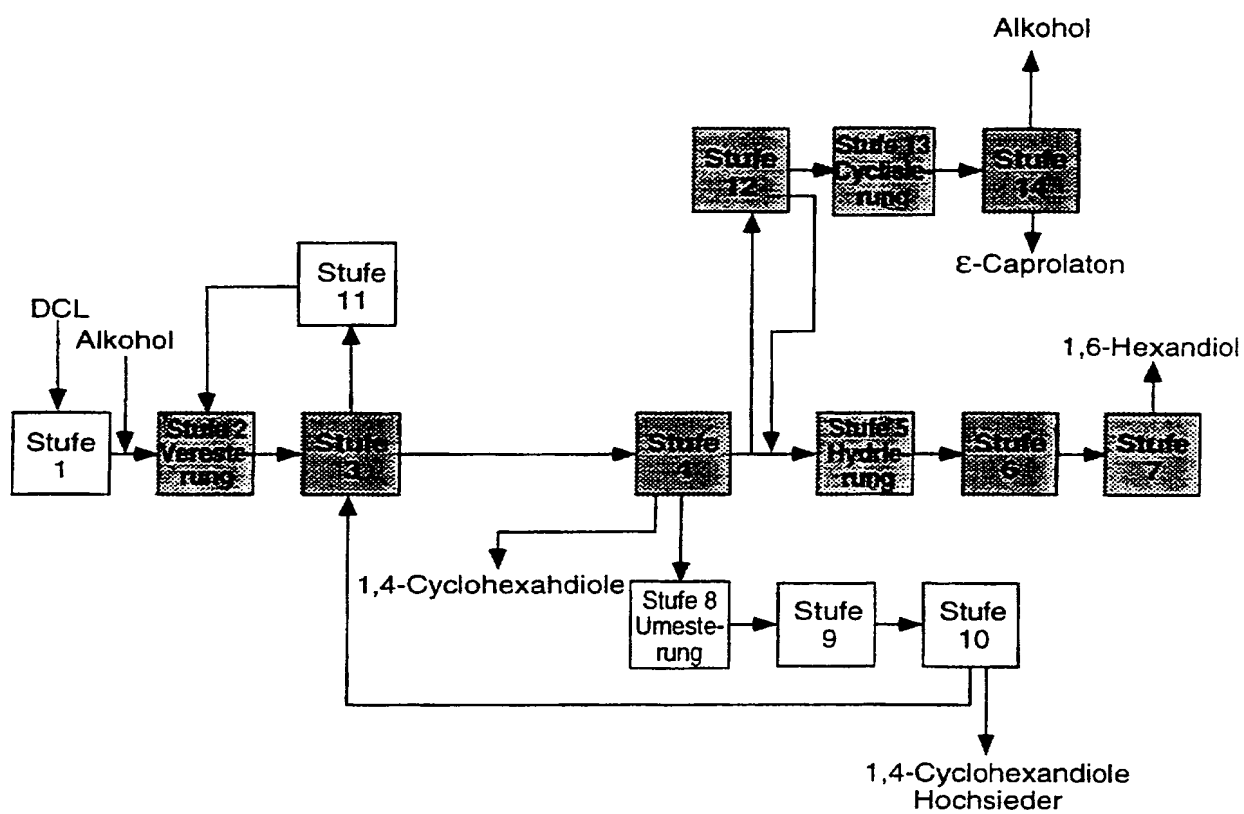 Alkohol
Stufe
12
Stufe 13
Cyclisie
rung
Stufe
14
ε-Caprolaton
Stufe
11
DCL
Alkohol
1,6-Hexandiol
Stufe
1
Stufe 2
Vereste-
rung
Stufe
3
Stufe
4
Stufe 5
Hydrie
rung
Stufe
6
Stufe
7
1,4-Cyclohexahdiole
Stufe 8
Umeste-
rung
Stufe
9
Stufe
10
1,4-Cyclohexandiole
Hochsieder